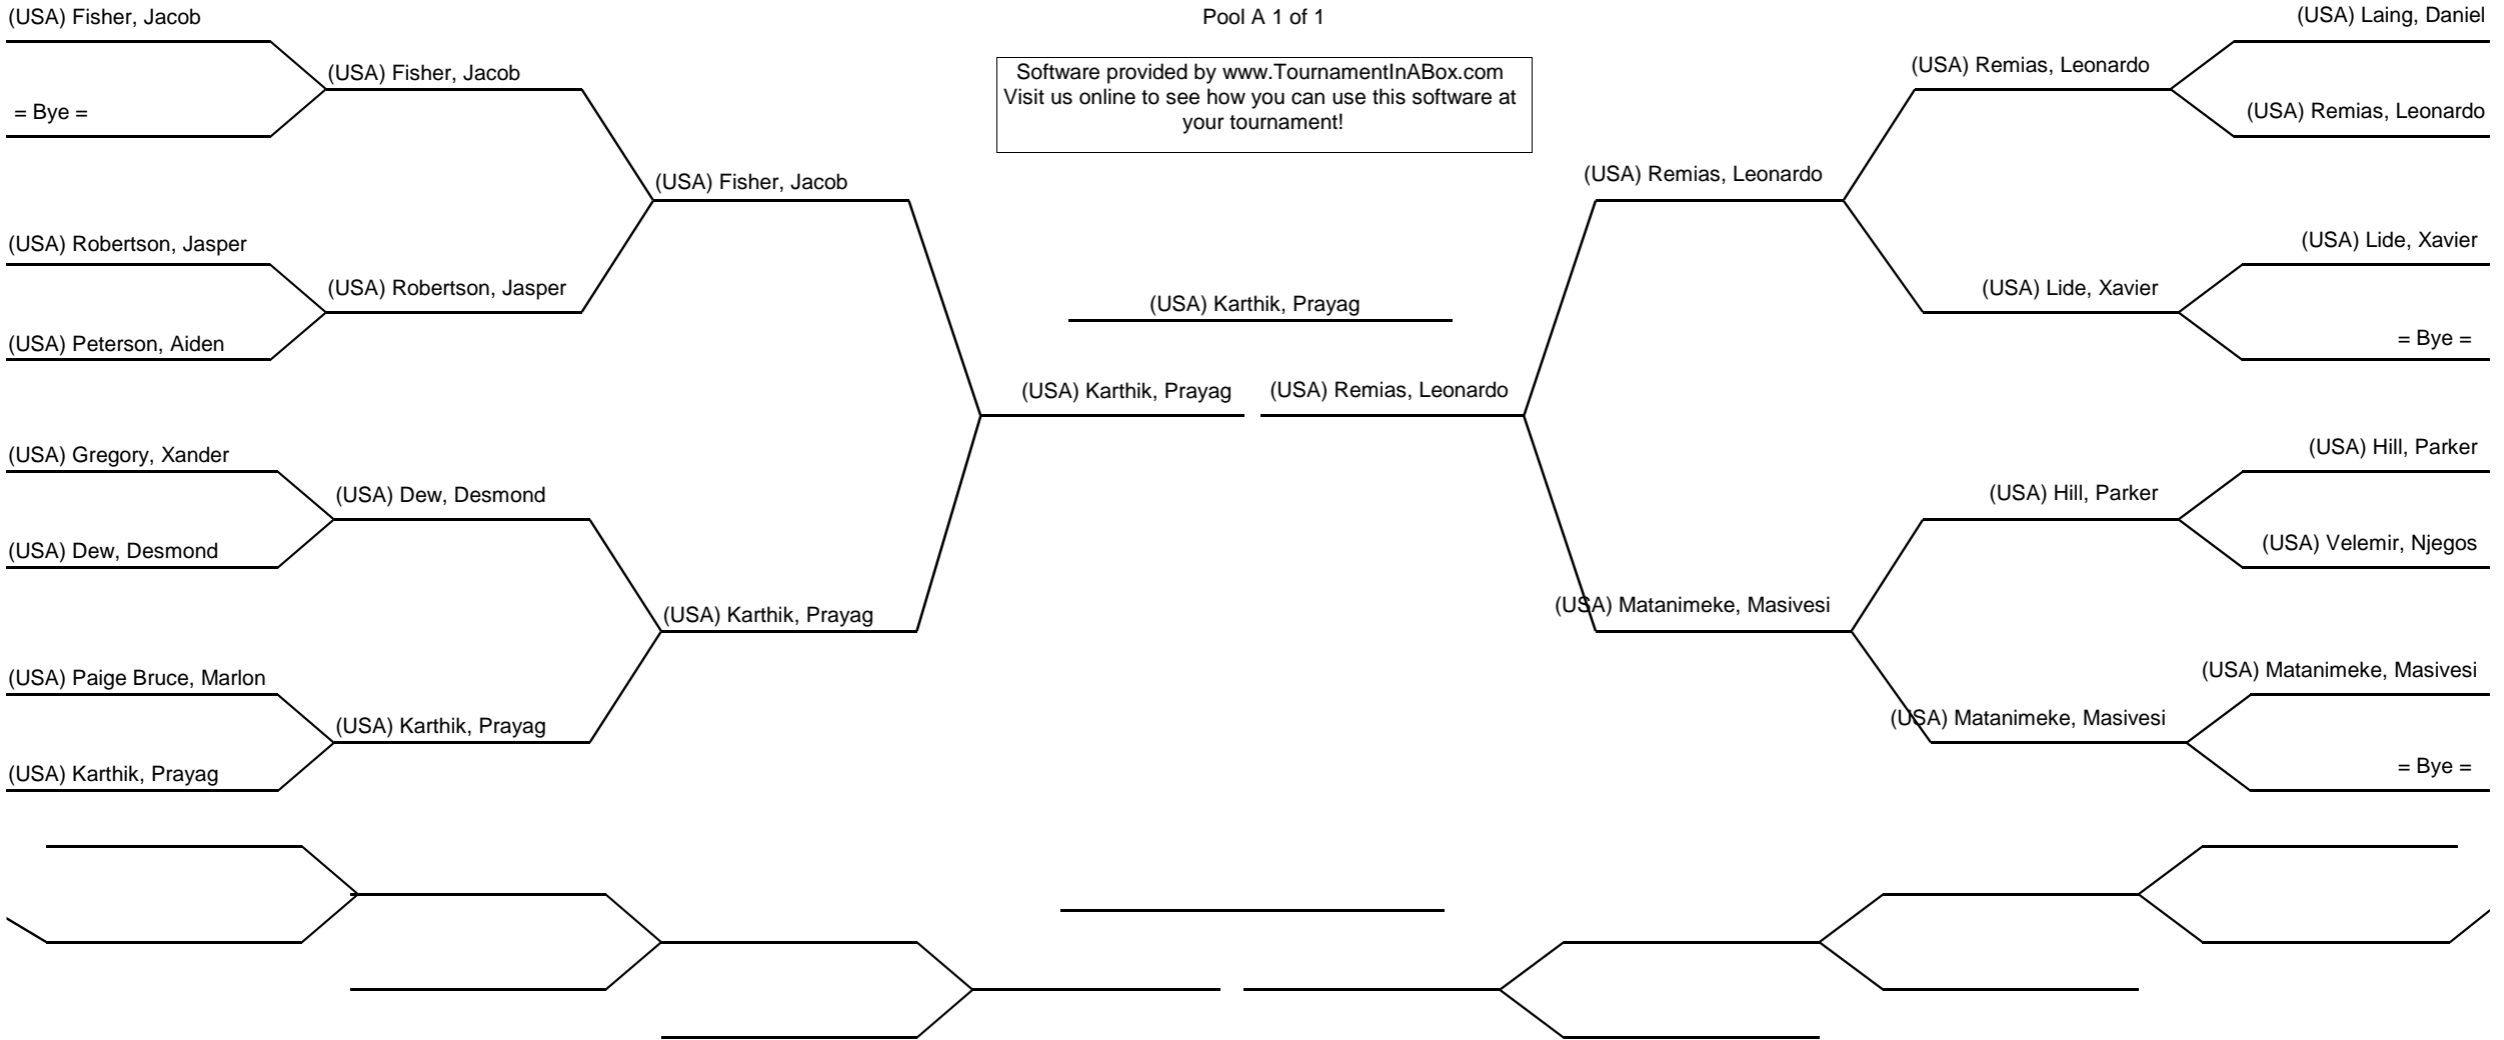 Pool A 1 of 1
Software provided by www.TournamentInABox.com
Visit us online to see how you can use this software at
your tournament!
(USA) Fisher, Jacob
= Bye =
(USA) Robertson, Jasper
(USA) Peterson, Aiden
(USA) Gregory, Xander
(USA) Dew, Desmond
(USA) Paige Bruce, Marlon
(USA) Karthik, Prayag
(USA) Fisher, Jacob
(USA) Robertson, Jasper
(USA) Dew, Desmond
(USA) Karthik, Prayag
(USA) Fisher, Jacob
(USA) Karthik, Prayag
(USA) Karthik, Prayag
(USA) Karthik, Prayag
(USA) Remias, Leonardo
(USA) Remias, Leonardo
(USA) Matanimeke, Masivesi
(USA) Remias, Leonardo
(USA) Lide, Xavier
(USA) Hill, Parker
(USA) Matanimeke, Masivesi
(USA) Laing, Daniel
(USA) Remias, Leonardo
(USA) Lide, Xavier
= Bye =
(USA) Hill, Parker
(USA) Velemir, Njegos
(USA) Matanimeke, Masivesi
= Bye =